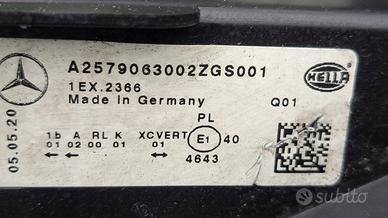 A2579063002ZGS001
1EX.2366
Made in Germany
HELLA
Q01
05.05.20
PL
1b A RL K XCVERT E1 40
01 02 00 01 01
4643
subito